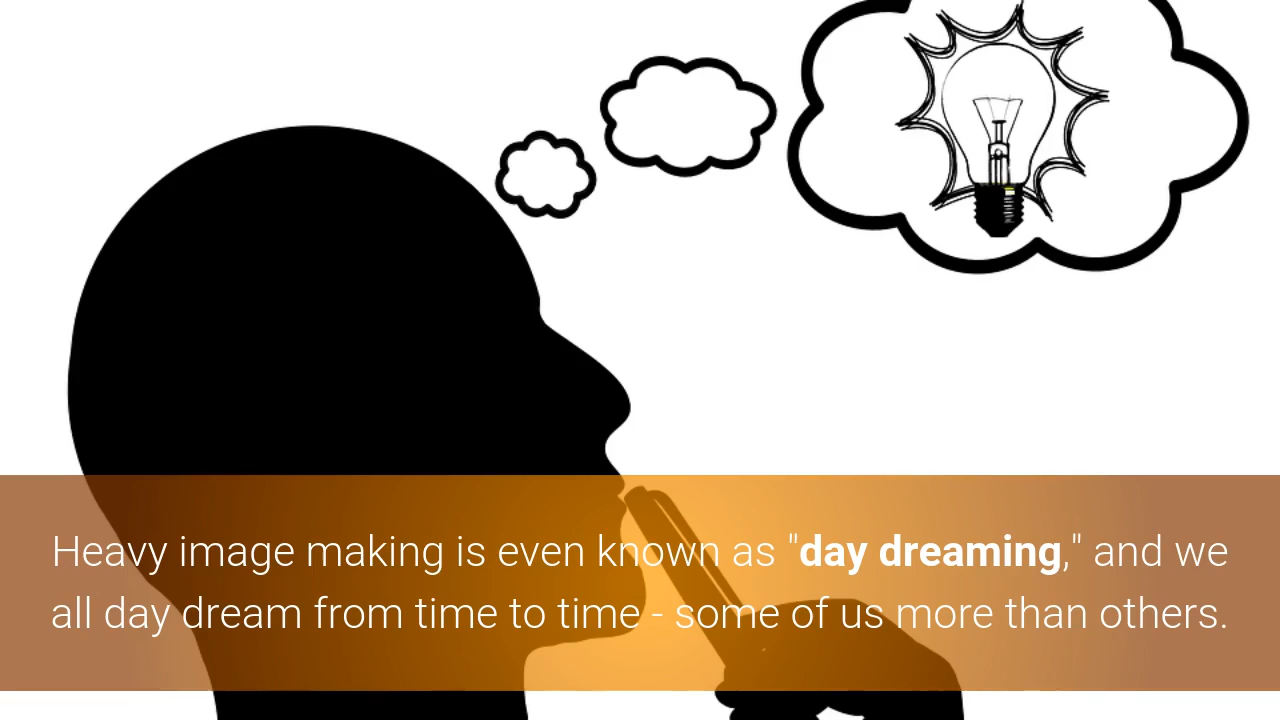 Heavy image making is even known as "day dreaming," and we
all day dream from time to time - some of us more than others.